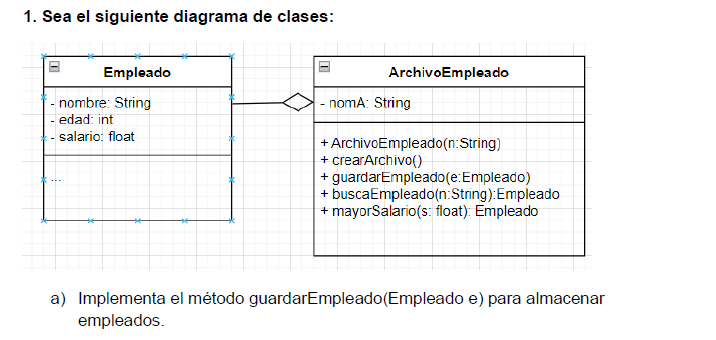 1. Sea el siguiente diagrama de clases:
Empleado
- nombre: String
- edad: int
- salario: float
...
ArchivoEmpleado
- nomA: String
+ ArchivoEmpleado(n:String)
+ crearArchivo()
+ guardarEmpleado(e:Empleado)
+ buscaEmpleado(n:String):Empleado
+ mayorSalario(s: float): Empleado
a) Implementa el método guardarEmpleado(Empleado e) para almacenar
empleados.